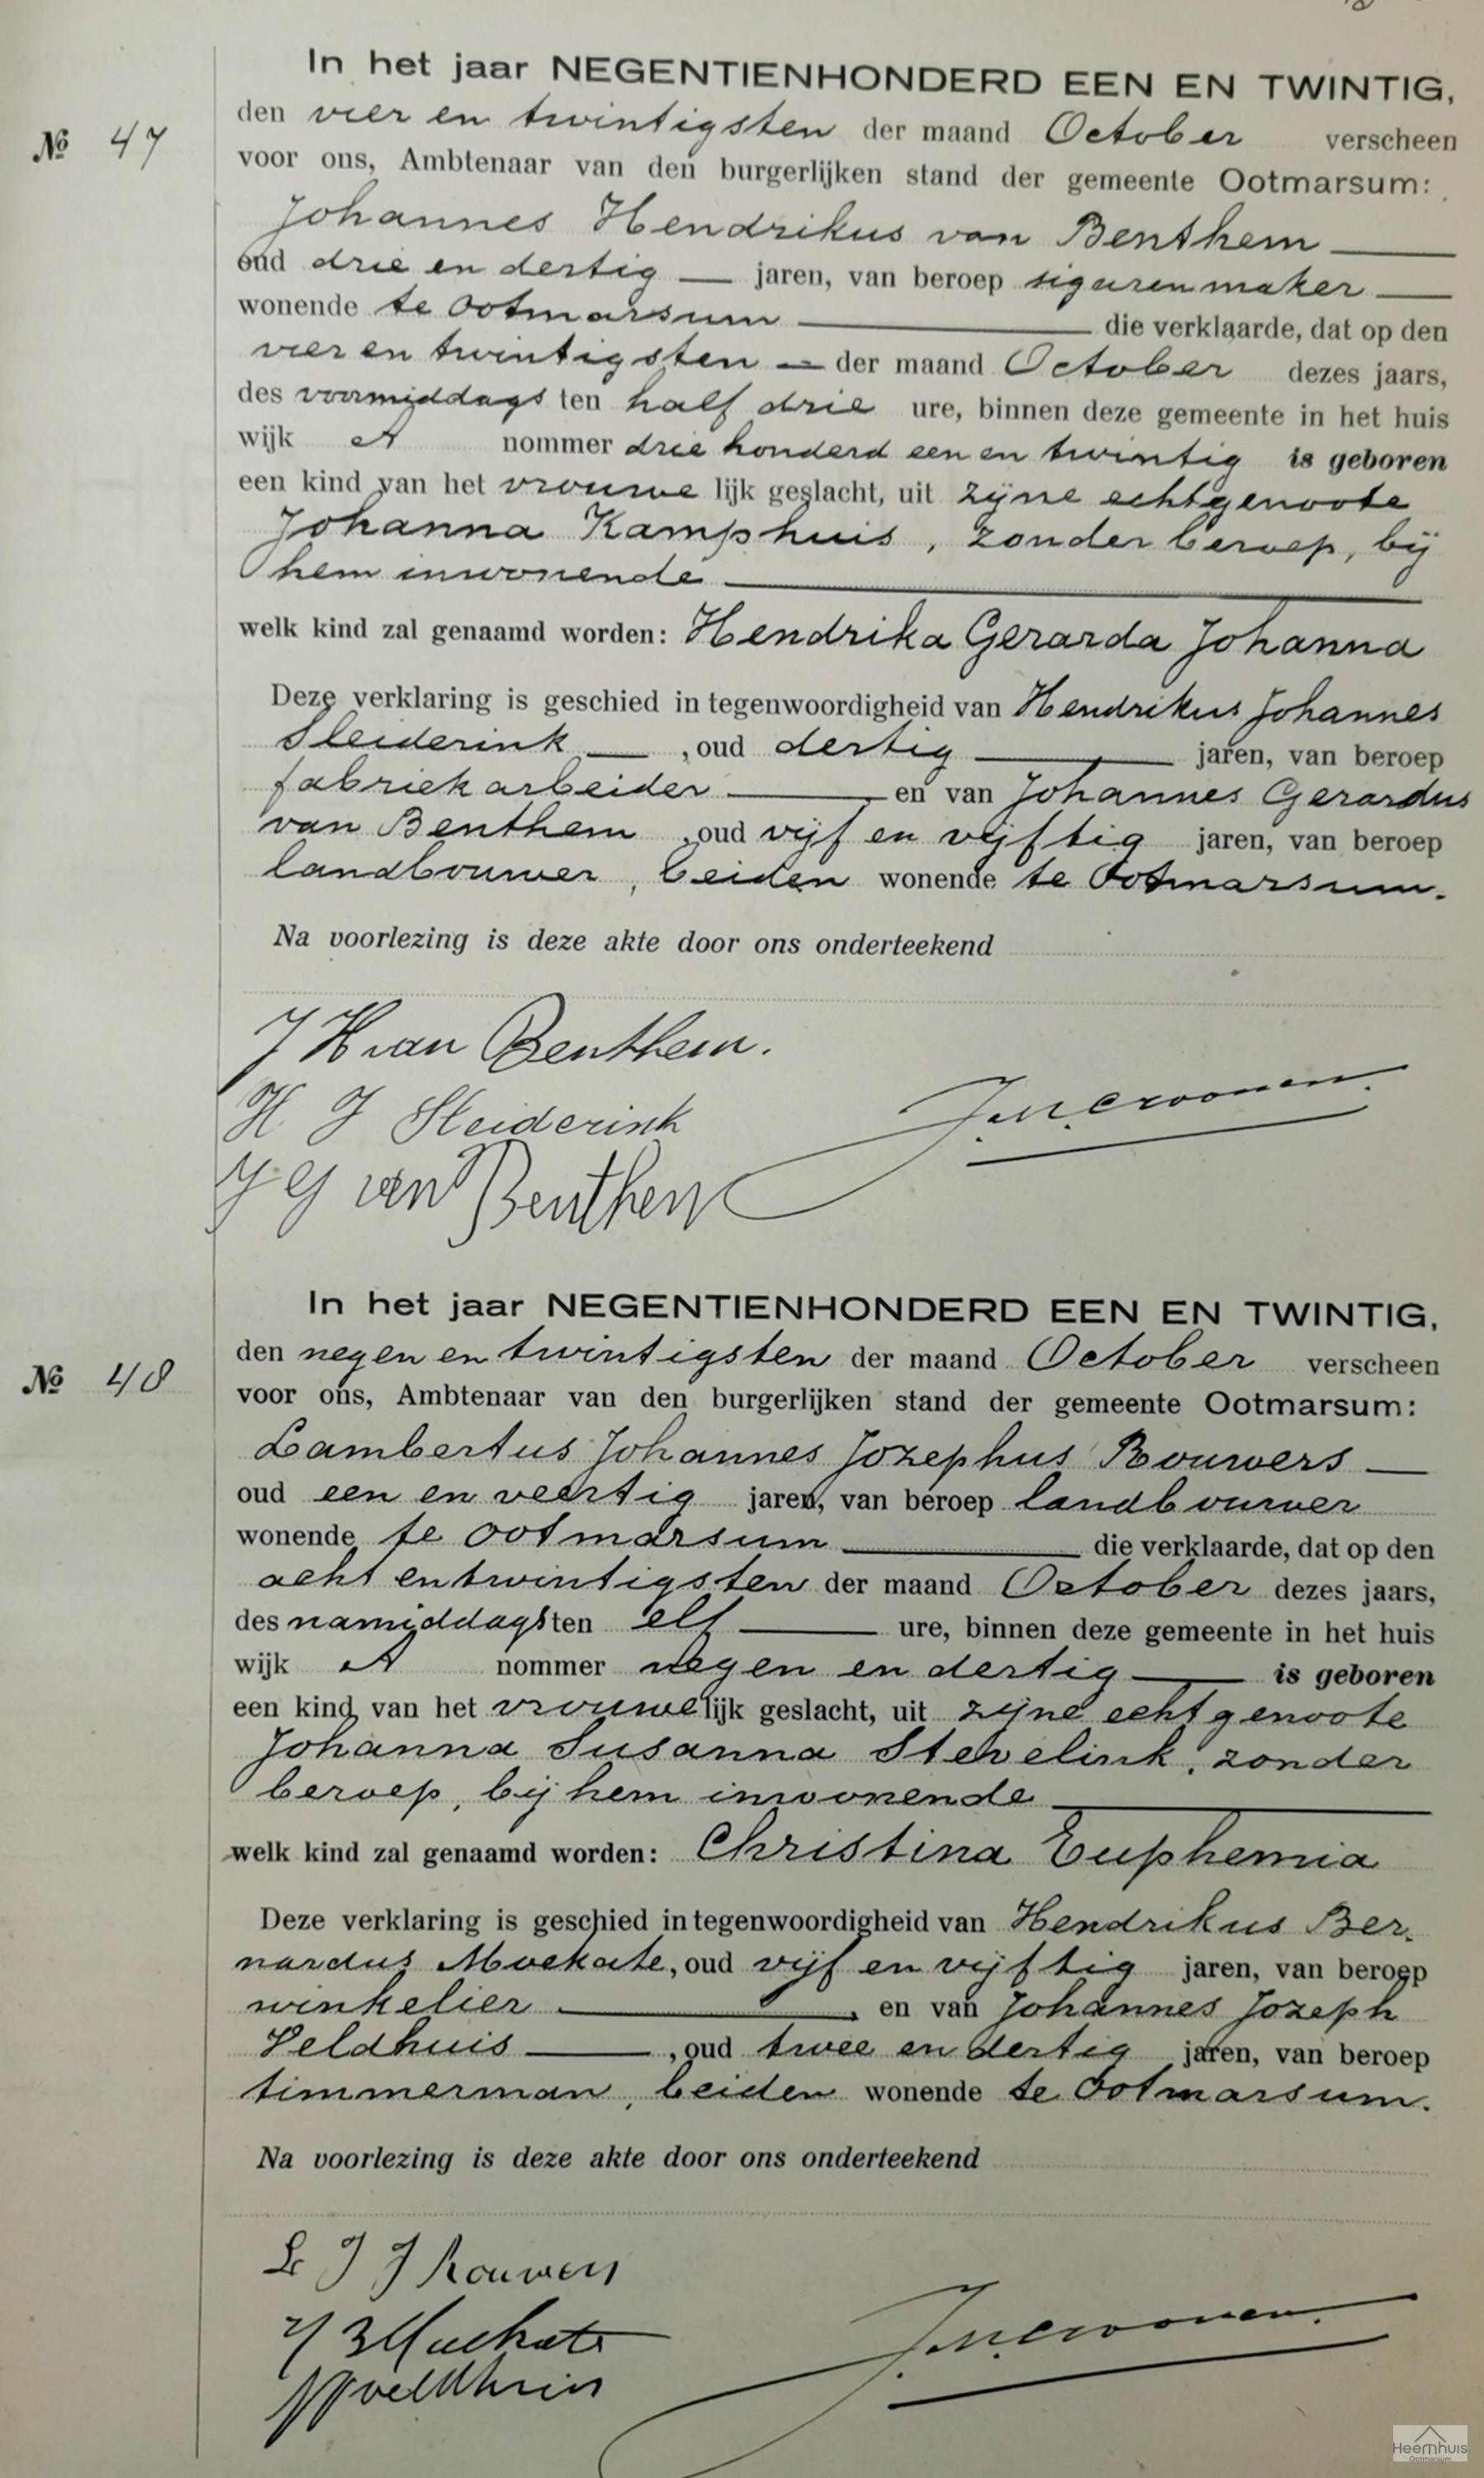 In het jaar NEGENTIENHONDERD EEN EN TWINTIG,
№ 47
den vier en twintigsten der maand October verscheen
voor ons, Ambtenaar van den burgerlijken stand der gemeente Ootmarsum:
Johannes Hendrikus van Benthem
oud drie en dertig jaren, van beroep sigarenmaker
wonende te Ootmarsum die verklaarde, dat op den
vier en twintigsten der maand October dezes jaars,
des voormiddags ten half drie ure, binnen deze gemeente in het huis
wijk A nommer drie honderd een en twintig is geboren
een kind van het vrouwelijk geslacht, uit zijne echtgenoote
Johanna Kamphuis, zonder beroep, bij
hem inwonende
welk kind zal genaamd worden: Hendrika Gerarda Johanna
Deze verklaring is geschied in tegenwoordigheid van Hendrikus Johannes
Sleiderink, oud dertig jaren, van beroep
fabriekarbeider en van Johannes Gerardus
van Benthem, oud vijf en vijftig jaren, van beroep
landbouwer, beiden wonende te Ootmarsum.
Na voorlezing is deze akte door ons onderteekend
J H van Benthem.
H J Sleiderink
J G van Benthem
In het jaar NEGENTIENHONDERD EEN EN TWINTIG,
№ 48
den negen en twintigsten der maand October verscheen
voor ons, Ambtenaar van den burgerlijken stand der gemeente Ootmarsum:
Lambertus Johannes Jozephus Rouwers
oud een en veertig jaren, van beroep landbouwer
wonende te Ootmarsum die verklaarde, dat op den
acht en twintigsten der maand October dezes jaars,
des namiddags ten elf ure, binnen deze gemeente in het huis
wijk A nommer negen en dertig is geboren
een kind van het vrouwelijk geslacht, uit zijne echtgenoote
Johanna Susanna Stevelink, zonder
beroep, bij hem inwonende
welk kind zal genaamd worden: Christina Euphemia
Deze verklaring is geschied in tegenwoordigheid van Hendrikus Ber-
nardus Moekate, oud vijf en vijftig jaren, van beroep
winkelier, en van Johannes Jozeph
Veldhuis, oud twee en dertig jaren, van beroep
timmerman, beiden wonende te Ootmarsum.
Na voorlezing is deze akte door ons onderteekend
L J J Rouwers
Heemhuis
Ootmarsum